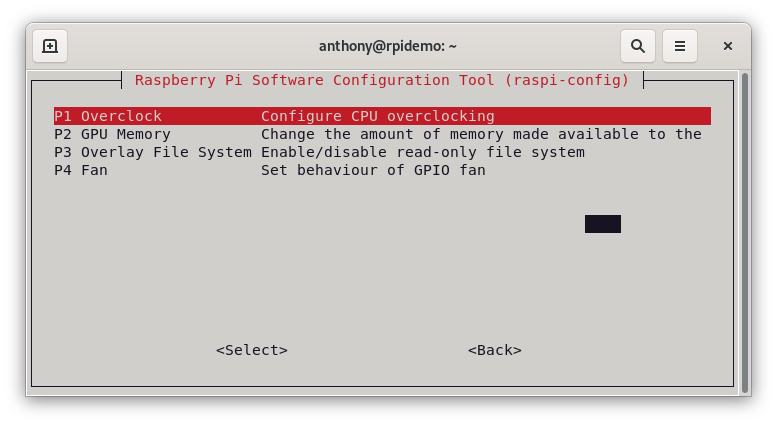 anthony@rpidemo: ~
Raspberry Pi Software Configuration Tool (raspi-config)
P1 Overclock Configure CPU overclocking
P2 GPU Memory Change the amount of memory made available to the
P3 Overlay File System Enable/disable read-only file system
P4 Fan Set behaviour of GPIO fan
<Select> <Back>